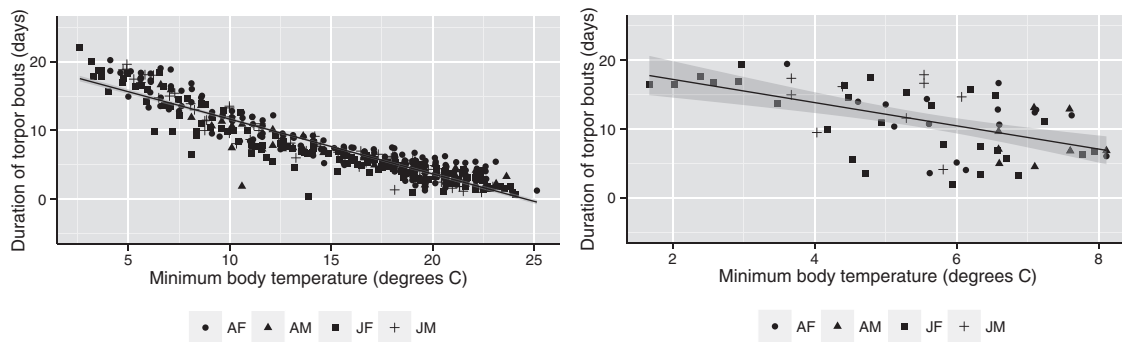 Duration of torpor bouts (days)
20
10
0
5
10
15
20
25
Minimum body temperature (degrees C)
AF AM JF JM
Duration of torpor bouts (days)
20
10
0
2
4
6
8
Minimum body temperature (degrees C)
AF AM JF JM